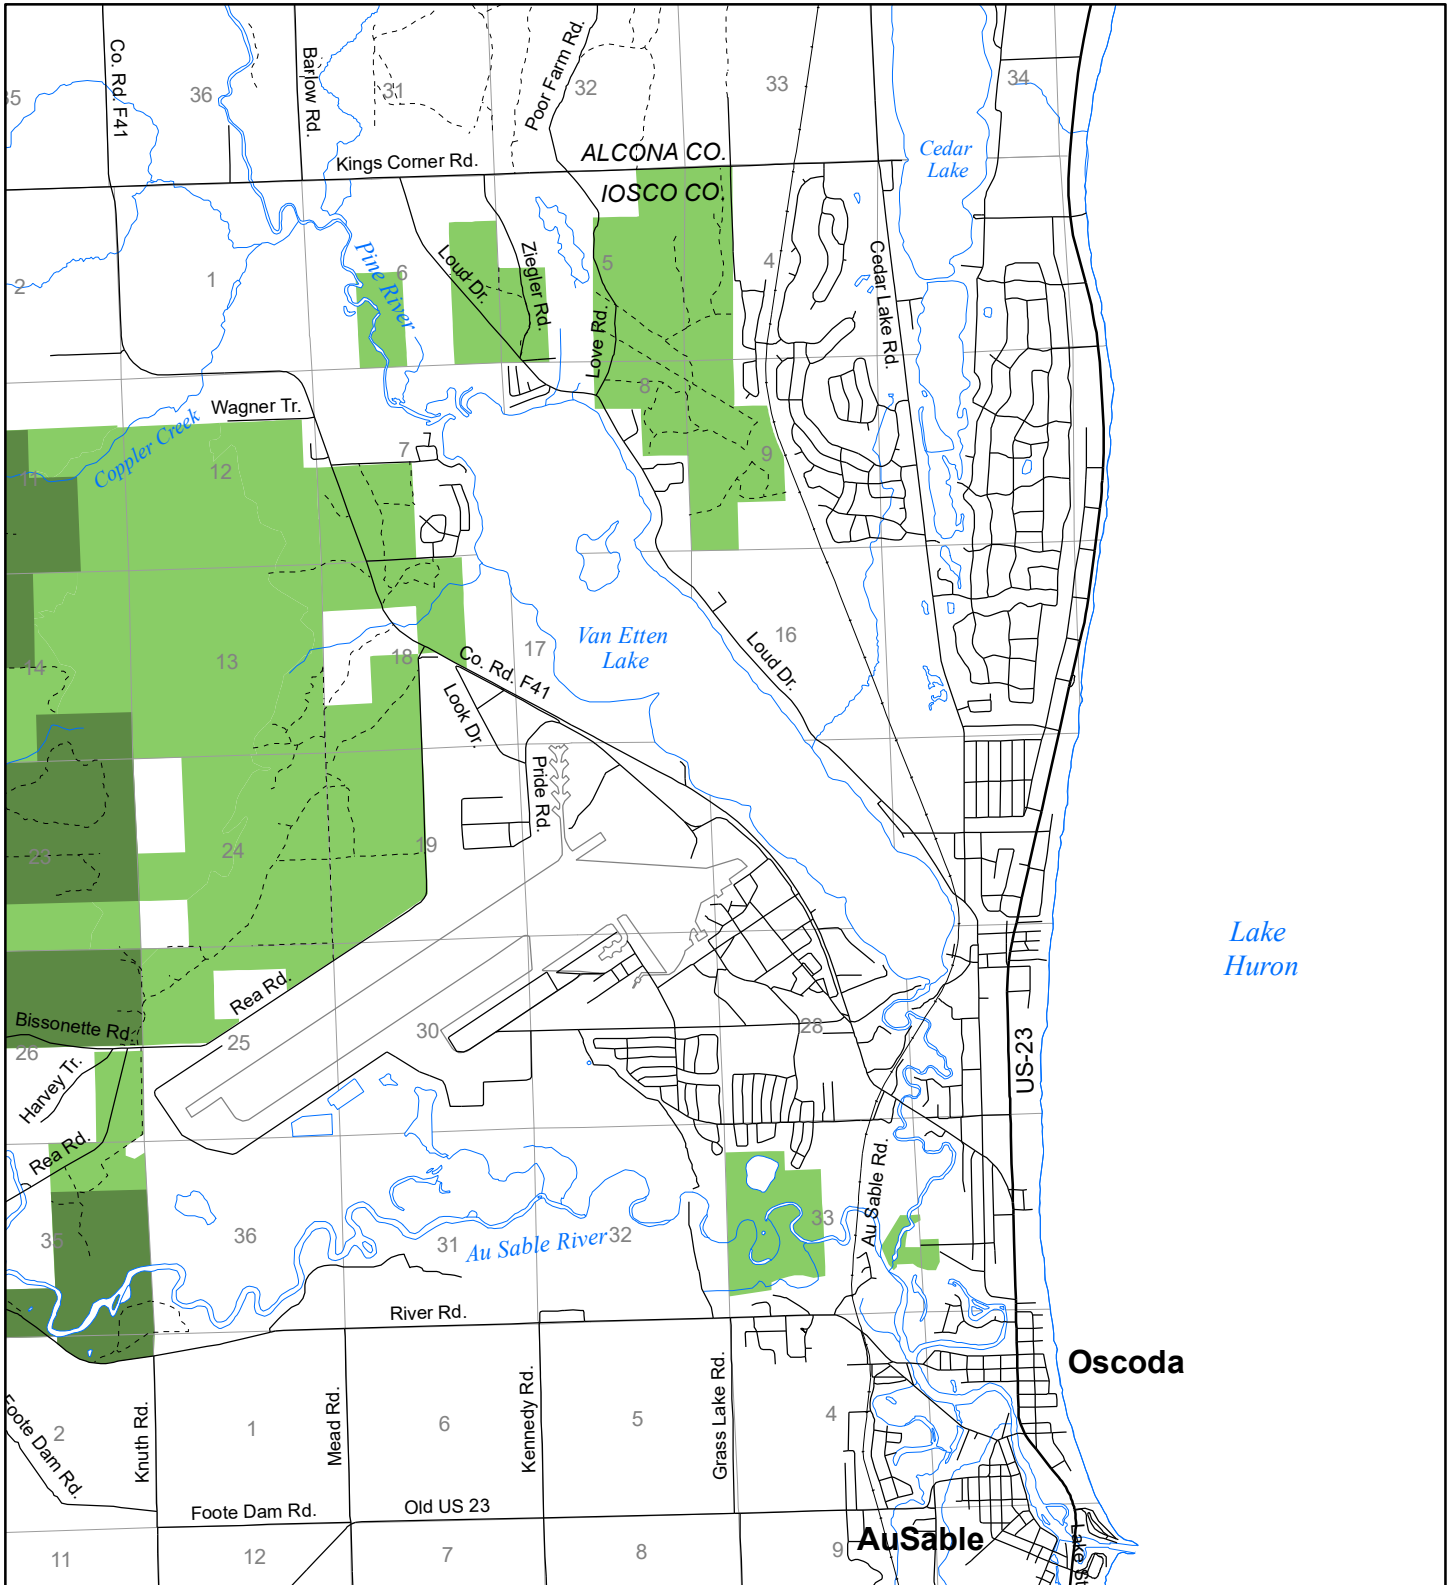 Co. Rd. F41
36
Barlow Rd.
31
Poor Farm Rd.
32
33
34
35
Kings Corner Rd.
ALCONA CO.
IOSCO CO.
Cedar
Lake
2
1
Pine River
6
Loud Dr.
Ziegler Rd.
5
Love Rd.
4
Cedar Lake Rd.
Wagner Tr.
Coppler Creek
8
7
9
11
12
14
13
18
17
Van Etten
Lake
16
Loud Dr.
Co. Rd. F41
Look Dr.
Pride Rd.
23
24
19
Lake
Huron
Rea Rd.
Bissonette Rd.
26
25
30
28
US-23
Harvey Tr.
Rea Rd.
35
36
31
Au Sable River
32
33
Au Sable Rd.
River Rd.
Oscoda
Foote Dam Rd.
2
Knuth Rd.
1
Mead Rd.
6
Kennedy Rd.
5
Grass Lake Rd.
4
Foote Dam Rd.
Old US 23
AuSable
Lake St
11
12
7
8
9